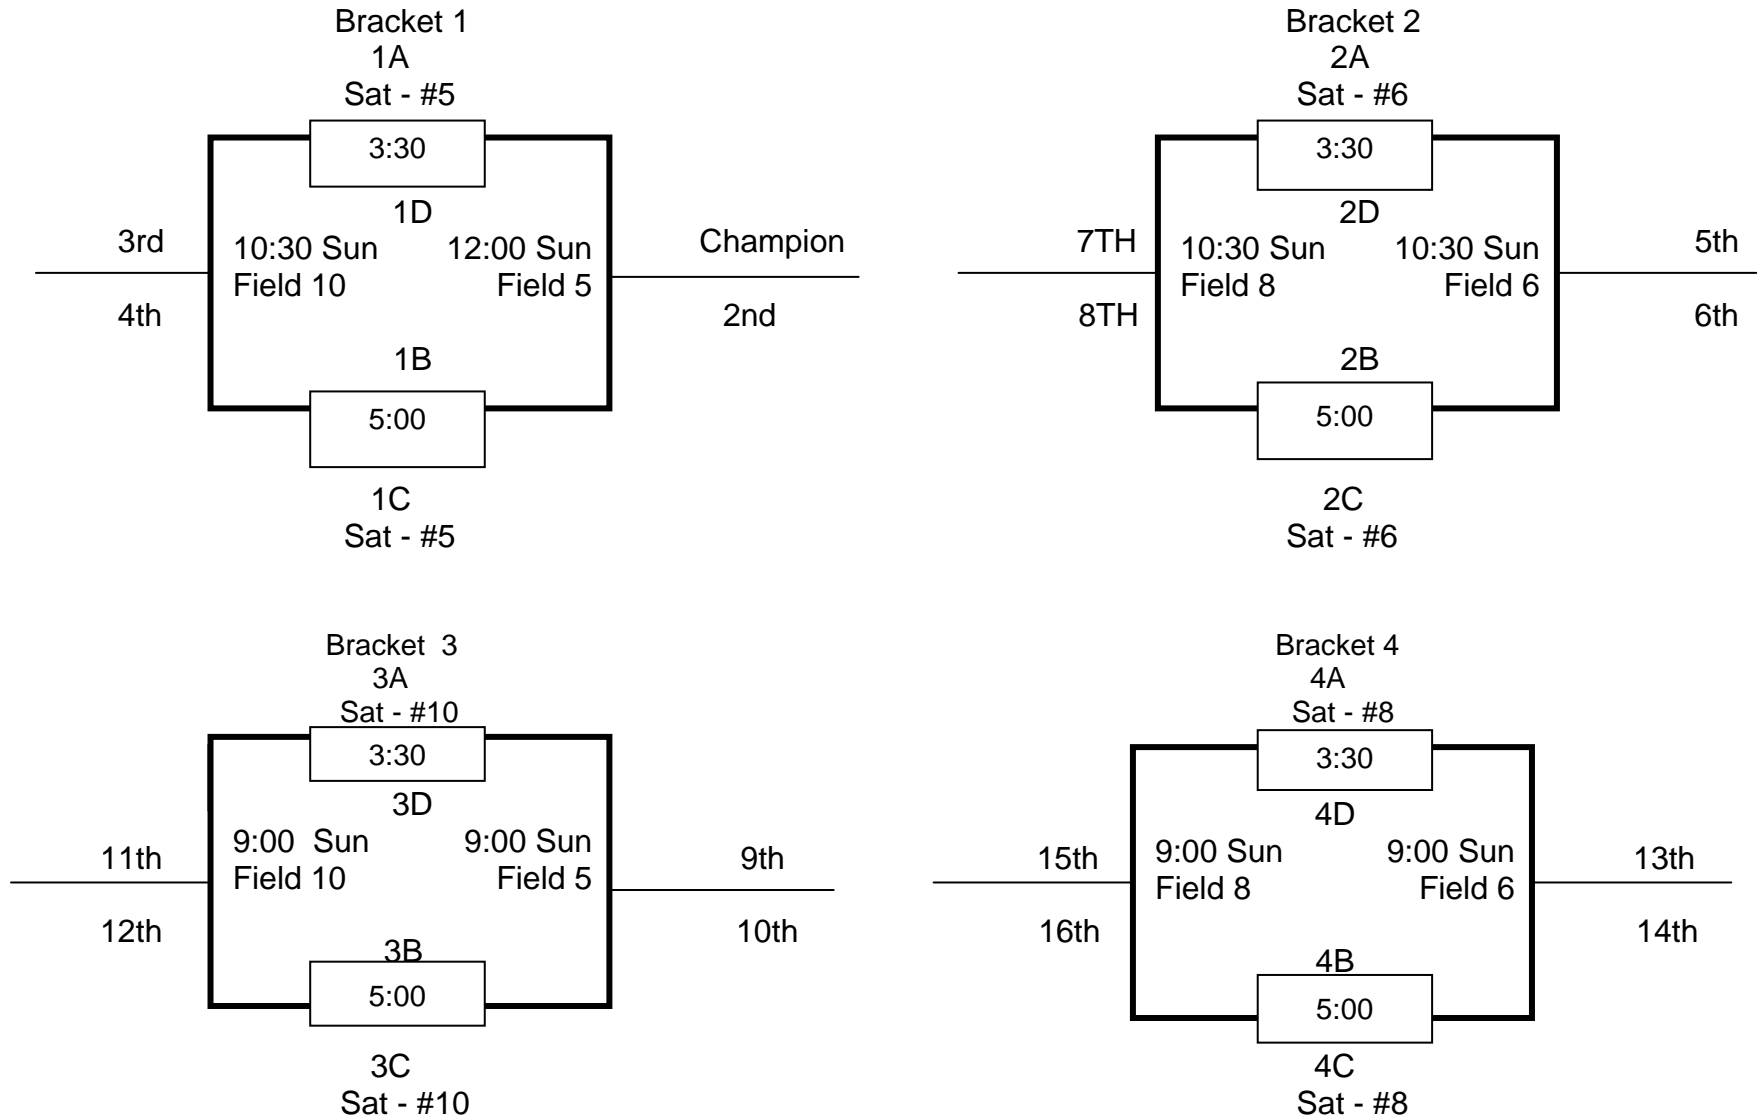 Bracket 1
1A
Sat - #5
3:30
1D
3rd
10:30 Sun
Field 10
12:00 Sun
Field 5
Champion
4th
2nd
1B
5:00
1C
Sat - #5
Bracket 2
2A
Sat - #6
3:30
2D
7TH
10:30 Sun
Field 8
10:30 Sun
Field 6
5th
8TH
6th
2B
5:00
2C
Sat - #6
Bracket 3
3A
Sat - #10
3:30
3D
11th
9:00 Sun
Field 10
9:00 Sun
Field 5
9th
12th
10th
3B
5:00
3C
Sat - #10
Bracket 4
4A
Sat - #8
3:30
4D
15th
9:00 Sun
Field 8
9:00 Sun
Field 6
13th
16th
14th
4B
5:00
4C
Sat - #8